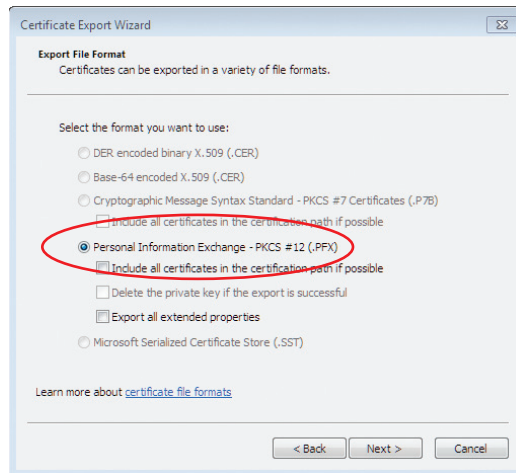 Certificate Export Wizard
Export File Format
Certificates can be exported in a variety of file formats.
Select the format you want to use:
DER encoded binary X.509 (.CER)
Base-64 encoded X.509 (.CER)
Cryptographic Message Syntax Standard - PKCS #7 Certificates (.P7B)
Include all certificates in the certification path if possible
Personal Information Exchange - PKCS #12 (.PFX)
Include all certificates in the certification path if possible
Delete the private key if the export is successful
Export all extended properties
Microsoft Serialized Certificate Store (.SST)
Learn more about certificate file formats
< Back Next > Cancel